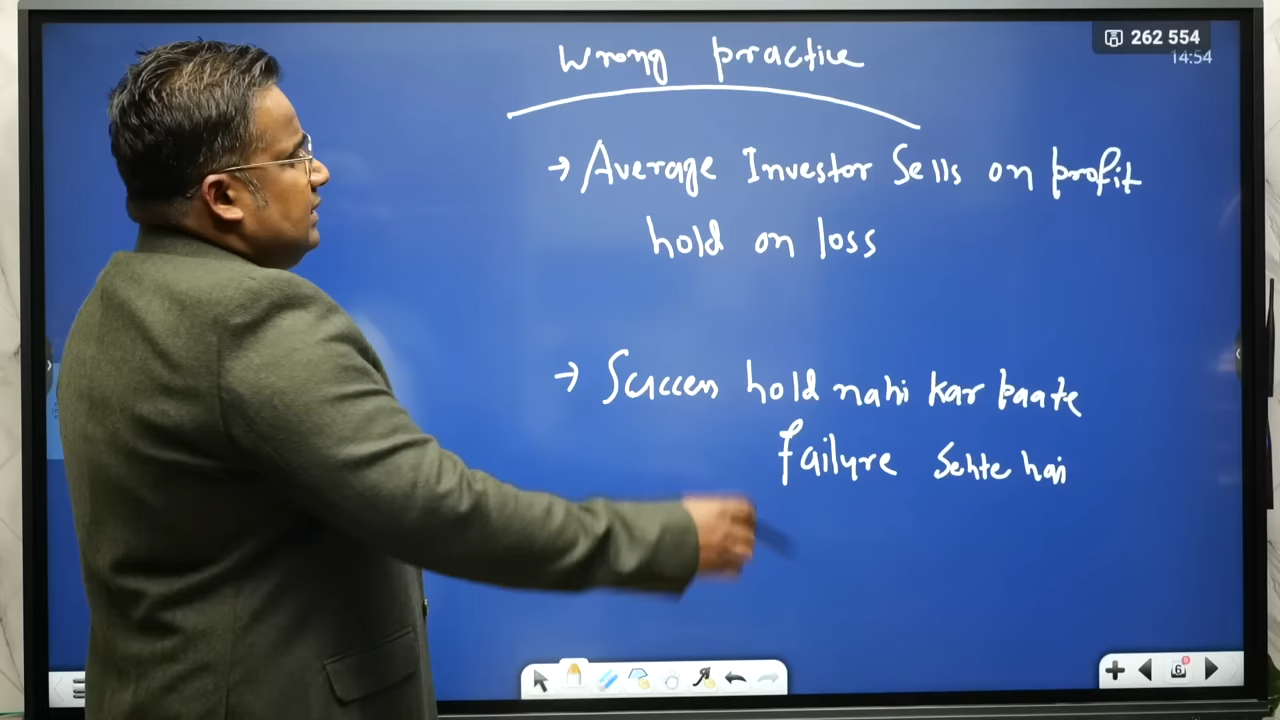 Wrong practice
262 554
14:54
→ Average Investor Sells on profit
hold on loss
→ Success hold nahi kar paate
failure Sehte hai
6